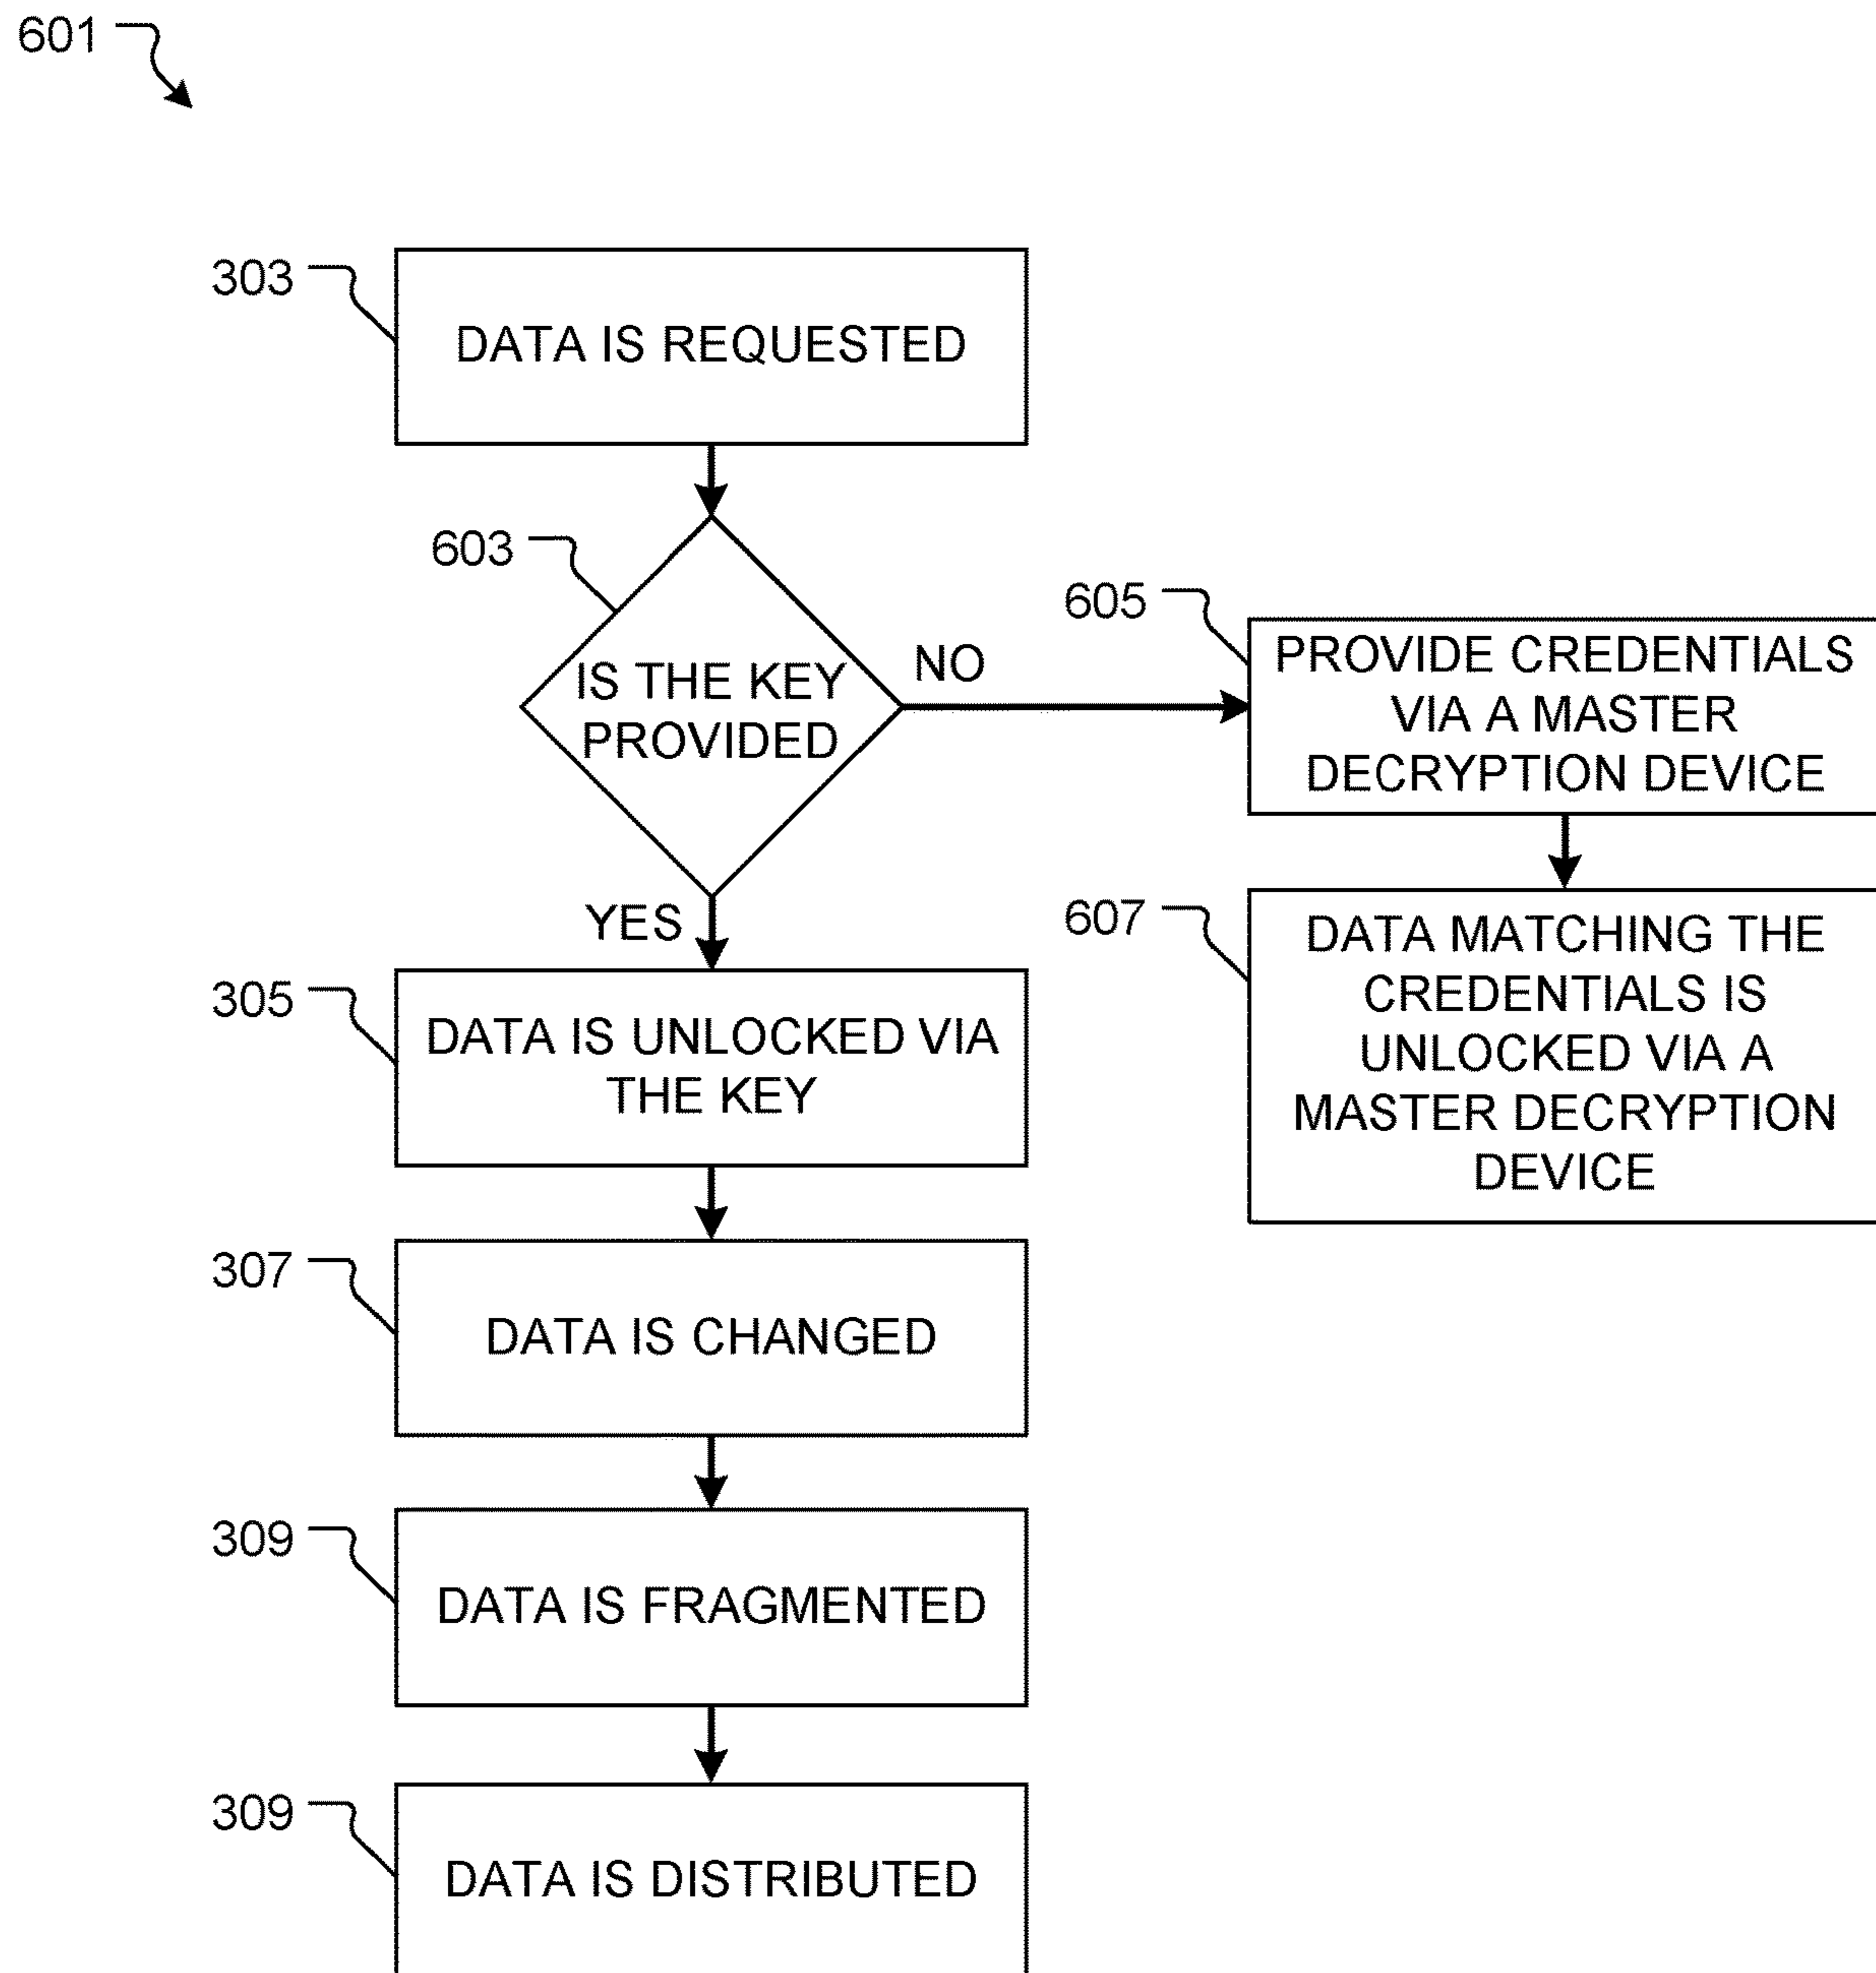 601
303
DATA IS REQUESTED
603
IS THE KEY
PROVIDED
NO
605
PROVIDE CREDENTIALS
VIA A MASTER
DECRYPTION DEVICE
YES
607
DATA MATCHING THE
CREDENTIALS IS
UNLOCKED VIA A
MASTER DECRYPTION
DEVICE
305
DATA IS UNLOCKED VIA
THE KEY
307
DATA IS CHANGED
309
DATA IS FRAGMENTED
309
DATA IS DISTRIBUTED